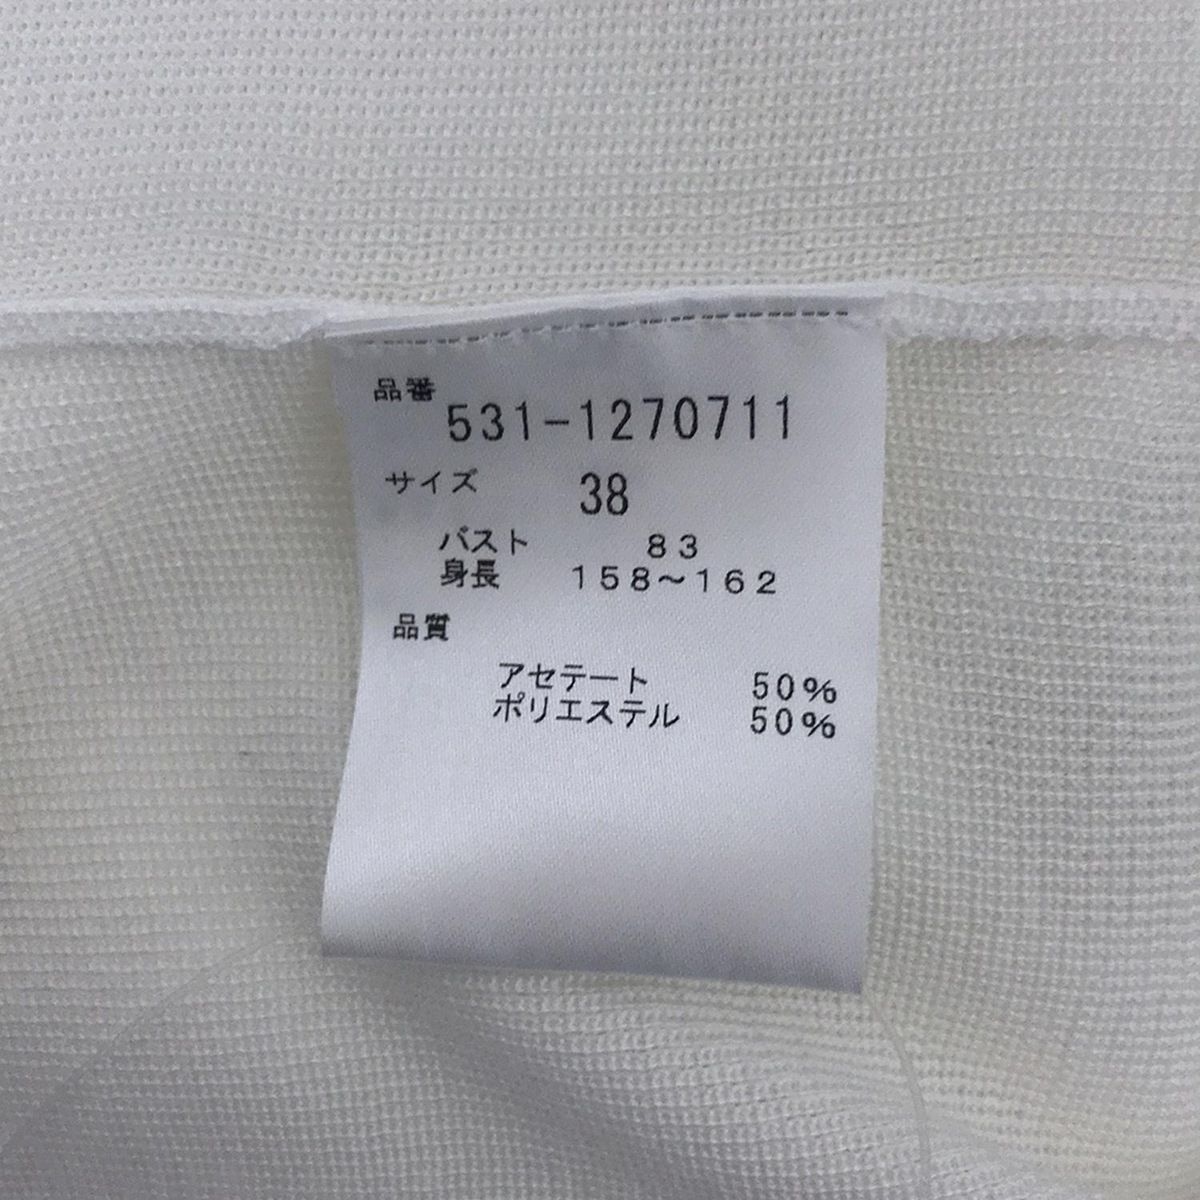 品番
531-1270711
サイズ 38
バスト 83
身長 158〜162
品質
アセテート 50%
ポリエステル 50%